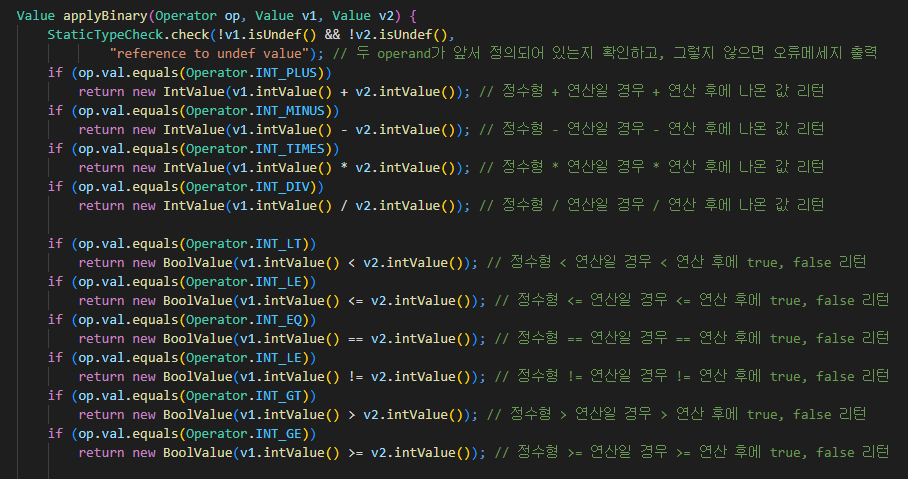 Value applyBinary(Operator op, Value v1, Value v2) {
StaticTypeCheck.check(!v1.isUndef() && !v2.isUndef(),
"reference to undef value"); // 두 operand가 앞서 정의되어 있는지 확인하고, 그렇지 않으면 오류메세지 출력
if (op.val.equals(Operator.INT_PLUS))
return new IntValue(v1.intValue() + v2.intValue()); // 정수형 + 연산일 경우 + 연산 후에 나온 값 리턴
if (op.val.equals(Operator.INT_MINUS))
return new IntValue(v1.intValue() - v2.intValue()); // 정수형 - 연산일 경우 - 연산 후에 나온 값 리턴
if (op.val.equals(Operator.INT_TIMES))
return new IntValue(v1.intValue() * v2.intValue()); // 정수형 * 연산일 경우 * 연산 후에 나온 값 리턴
if (op.val.equals(Operator.INT_DIV))
return new IntValue(v1.intValue() / v2.intValue()); // 정수형 / 연산일 경우 / 연산 후에 나온 값 리턴
if (op.val.equals(Operator.INT_LT))
return new BoolValue(v1.intValue() < v2.intValue()); // 정수형 < 연산일 경우 < 연산 후에 true, false 리턴
if (op.val.equals(Operator.INT_LE))
return new BoolValue(v1.intValue() <= v2.intValue()); // 정수형 <= 연산일 경우 <= 연산 후에 true, false 리턴
if (op.val.equals(Operator.INT_EQ))
return new BoolValue(v1.intValue() == v2.intValue()); // 정수형 == 연산일 경우 == 연산 후에 true, false 리턴
if (op.val.equals(Operator.INT_LE))
return new BoolValue(v1.intValue() != v2.intValue()); // 정수형 != 연산일 경우 != 연산 후에 true, false 리턴
if (op.val.equals(Operator.INT_GT))
return new BoolValue(v1.intValue() > v2.intValue()); // 정수형 > 연산일 경우 > 연산 후에 true, false 리턴
if (op.val.equals(Operator.INT_GE))
return new BoolValue(v1.intValue() >= v2.intValue()); // 정수형 >= 연산일 경우 >= 연산 후에 true, false 리턴